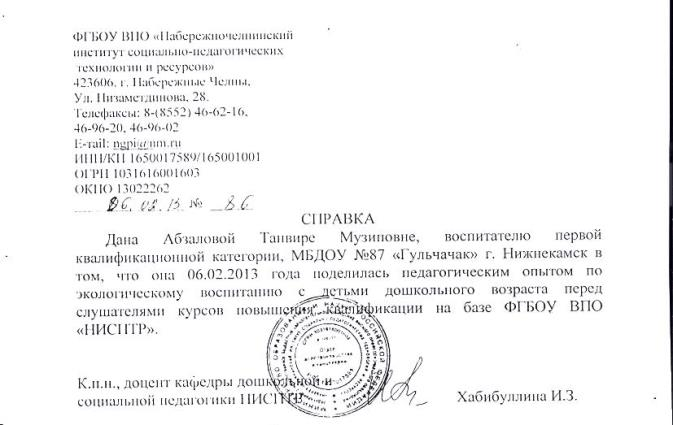 ФГБОУ ВПО «Набережночелнинский
институт социально-педагогических
технологии и ресурсов»
423606, г. Набережные Челны,
Ул. Низаметдинова, 28.
Телефаксы: 8-(8552) 46-62-16,
46-96-20, 46-96-02
E-mail: ngpi@nm.ru
ИНН/КП 1650017589/165001001
ОГРН 1031616001603
ОКПО 13022262
06.02.13 № 86
СПРАВКА
Дана Абзаловой Танвире Музиповне, воспитателю первой
квалификационной категории, МБДОУ №87 «Гульчачак» г. Нижнекамск в
том, что она 06.02.2013 года поделилась педагогическим опытом по
экологическому воспитанию с детьми дошкольного возраста перед
слушателями курсов повышения квалификации на базе ФГБОУ ВПО
«НИСПТР».
К.п.н., доцент кафедры дошкольной и
социальной педагогики НИСПТР
Хабибуллина И.З.